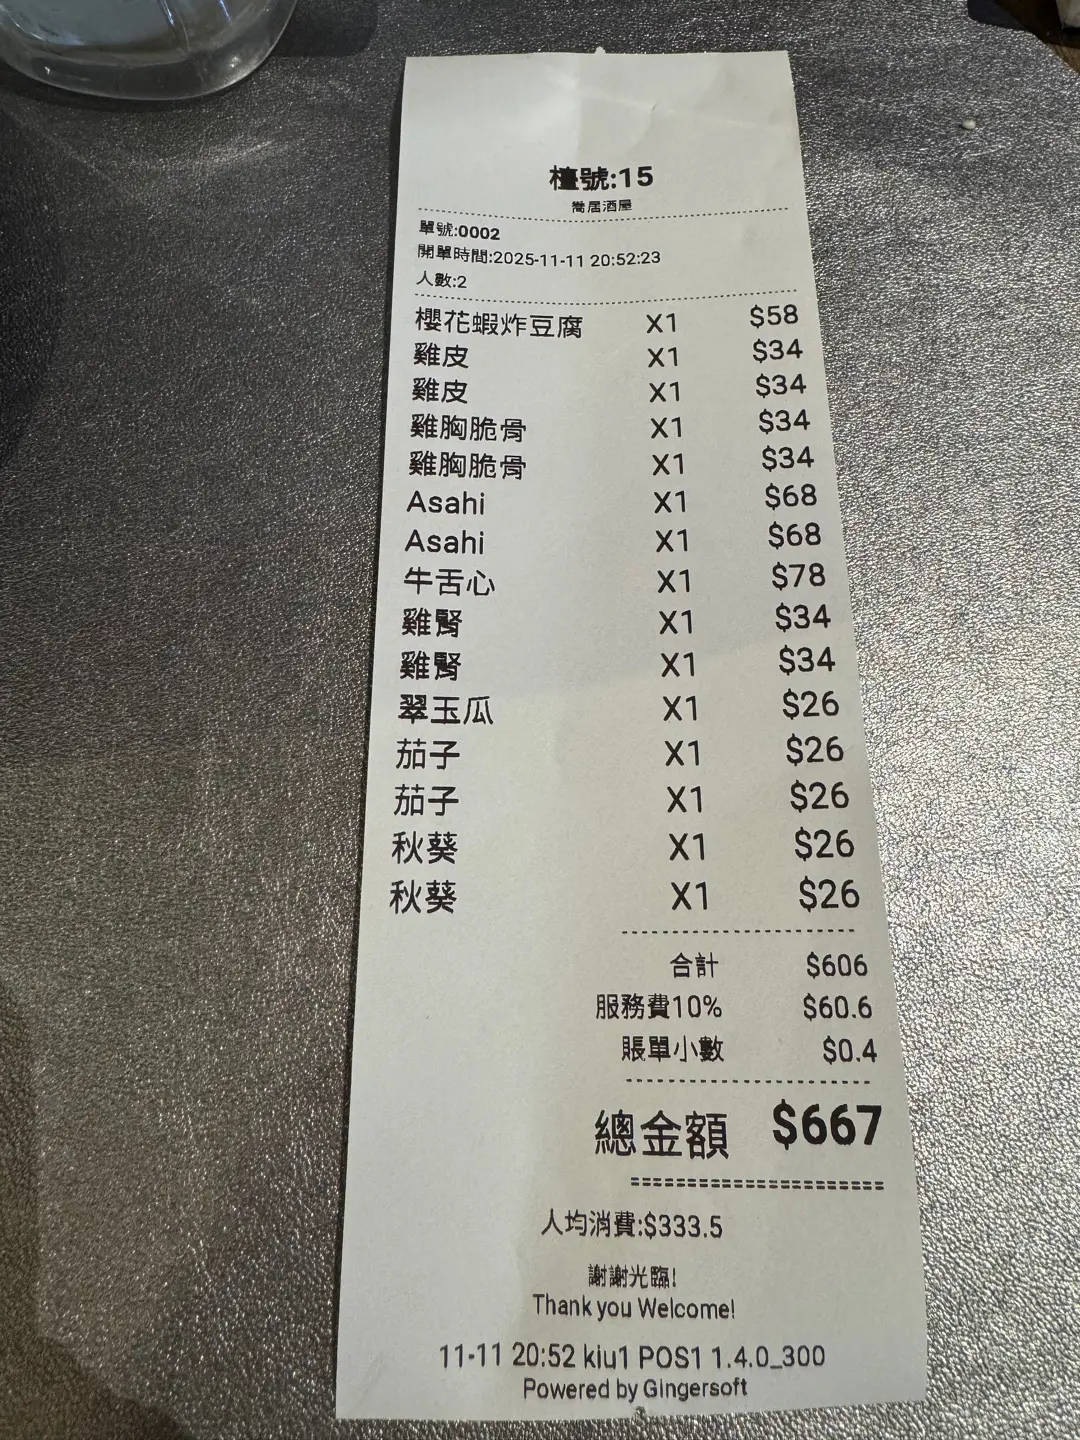 檯號:15
喬居酒屋
單號:0002
開單時間:2025-11-11 20:52:23
人數:2
櫻花蝦炸豆腐 X1 $58
雞皮 X1 $34
雞皮 X1 $34
雞胸脆骨 X1 $34
雞胸脆骨 X1 $34
Asahi X1 $68
Asahi X1 $68
牛舌心 X1 $78
雞腎 X1 $34
雞腎 X1 $34
翠玉瓜 X1 $26
茄子 X1 $26
茄子 X1 $26
秋葵 X1 $26
秋葵 X1 $26
合計 $606
服務費10% $60.6
賬單小數 $0.4
總金額 $667
人均消費:$333.5
謝謝光臨!
Thank you Welcome!
11-11 20:52 kiu1 POS1 1.4.0_300
Powered by Gingersoft